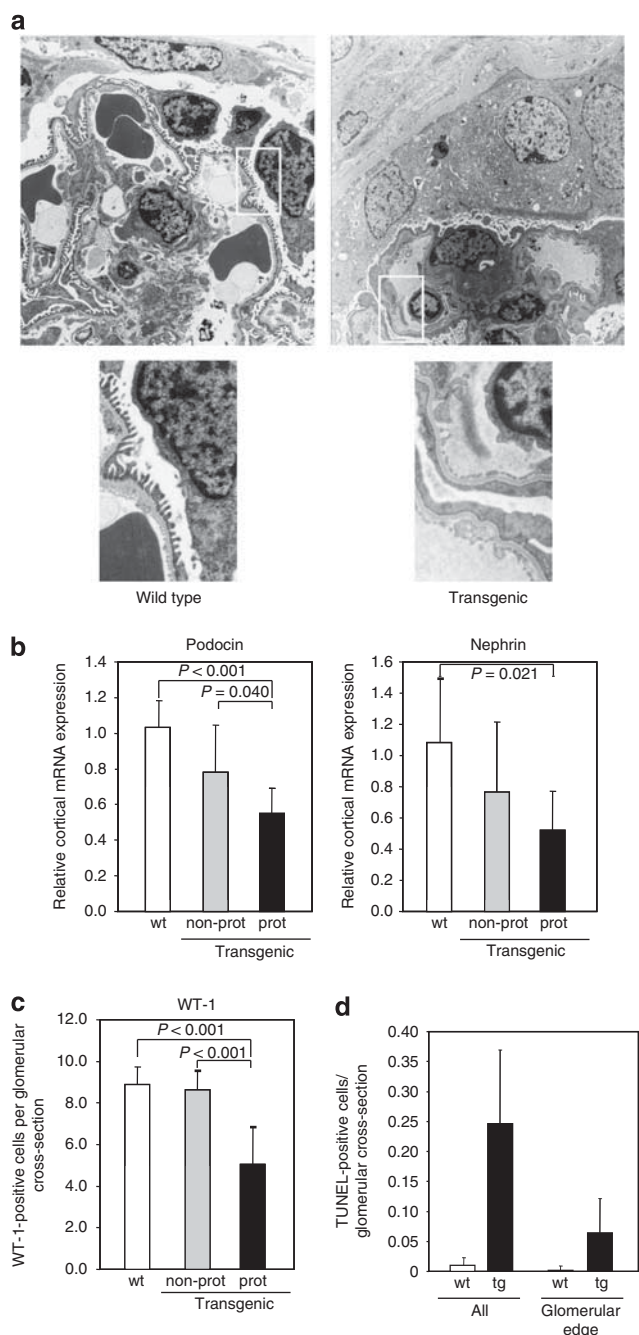 a
Wild type
Transgenic
b
Podocin
Relative cortical mRNA expression
1.4
1.2
1.0
0.8
0.6
0.4
0.2
0.0
P < 0.001
P = 0.040
wt
non-prot
prot
Transgenic
Nephrin
Relative cortical mRNA expression
1.6
1.4
1.2
1.0
0.8
0.6
0.4
0.2
0.0
P = 0.021
wt
non-prot
prot
Transgenic
c
WT-1
WT-1-positive cells per glomerular
cross-section
12.0
10.0
8.0
6.0
4.0
2.0
0.0
P < 0.001
P < 0.001
wt
non-prot
prot
Transgenic
d
TUNEL-positive cells/
glomerular cross-section
0.40
0.35
0.30
0.25
0.20
0.15
0.10
0.05
0
wt
tg
wt
tg
All
Glomerular
edge